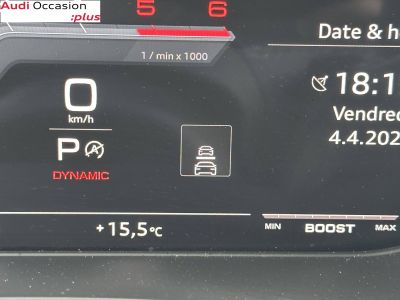 Audi Occasion
:plus
5 6
1 / min x 1000
Date & h
0
km/h
18:1
Vendre
4.4.202
P
DYNAMIC
+15,5°C
MIN BOOST MAX